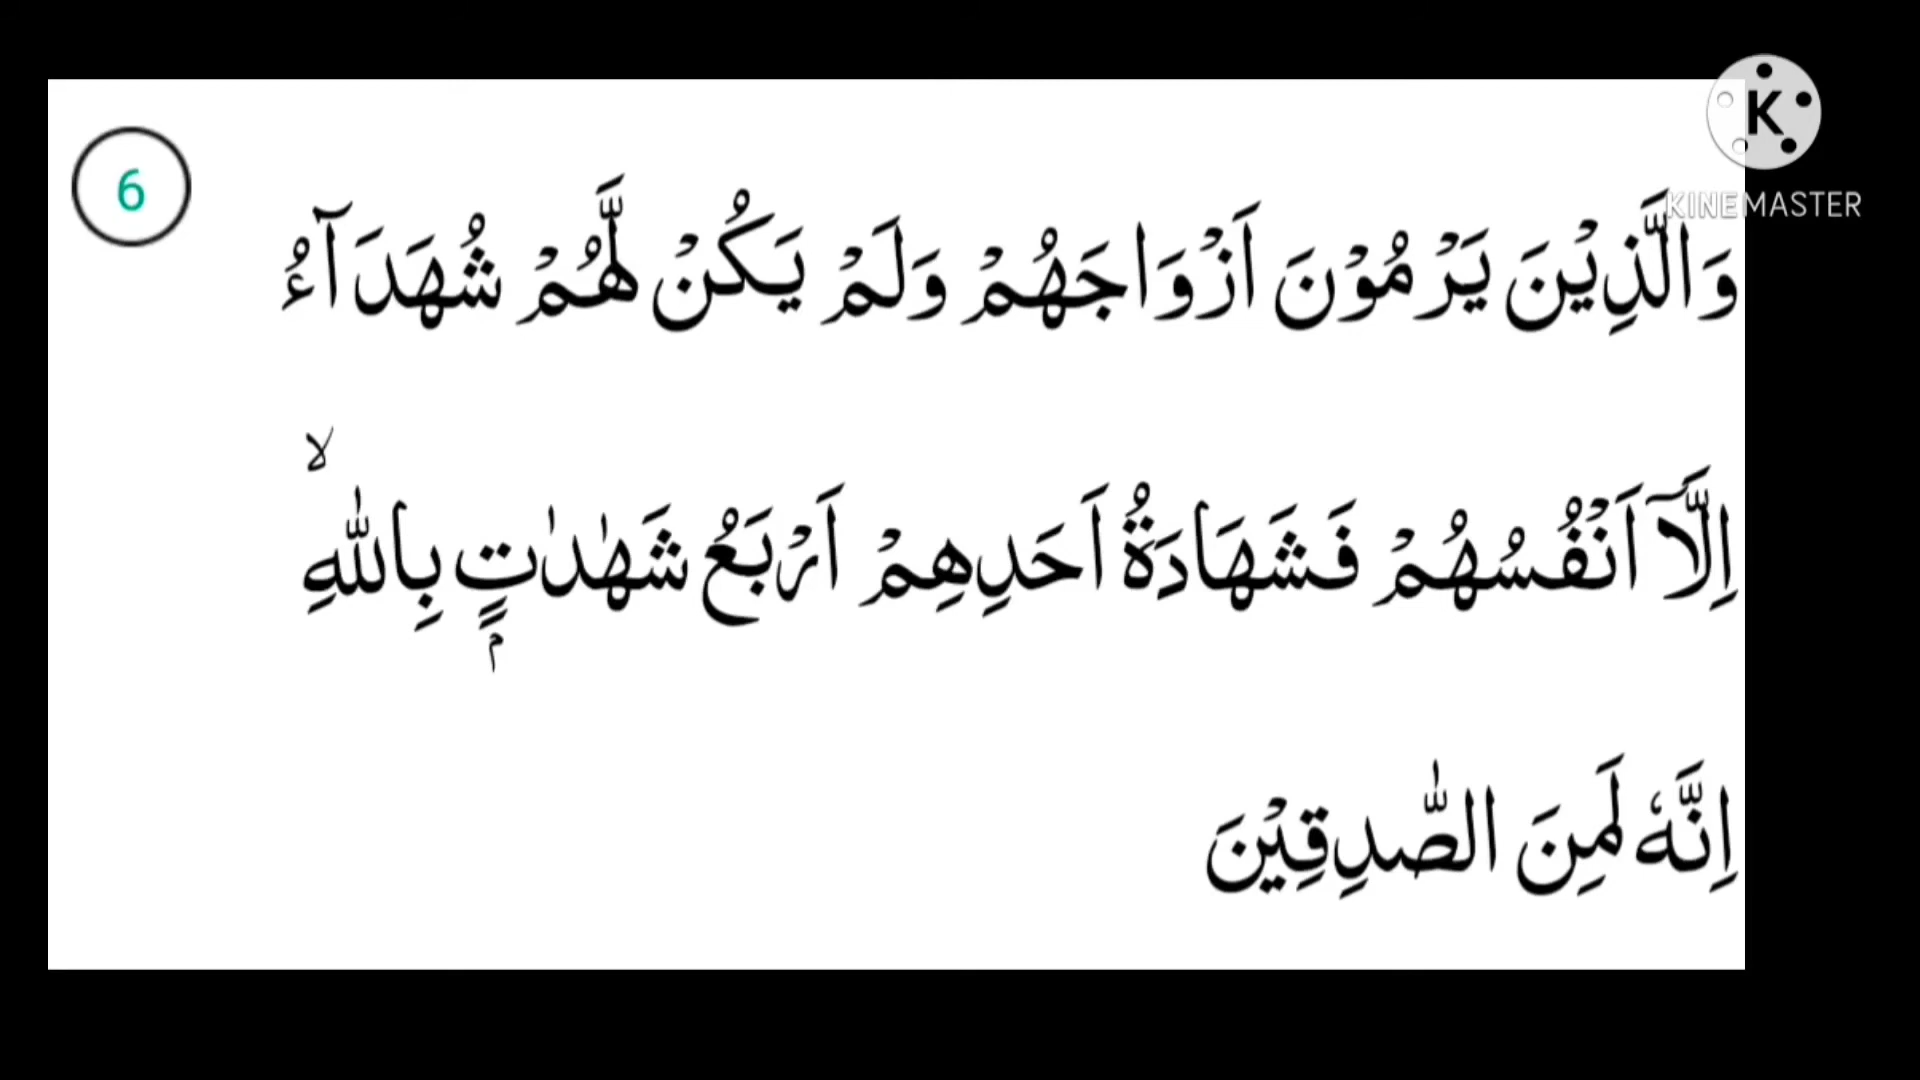 6
K
KINEMASTER
وَالَّذِیْنَ یَرْمُوْنَ اَزْوَاجَهُمْ وَلَمْ یَكُنْ لَّهُمْ شُهَدَآءُ
اِلَّاۤ اَنْفُسُهُمْ فَشَهَادَةُ اَحَدِهِمْ اَرْبَعُ شَهٰدٰتٍۭ بِاللّٰهِ ۙ
اِنَّهٗ لَمِنَ الصّٰدِقِیْنَ